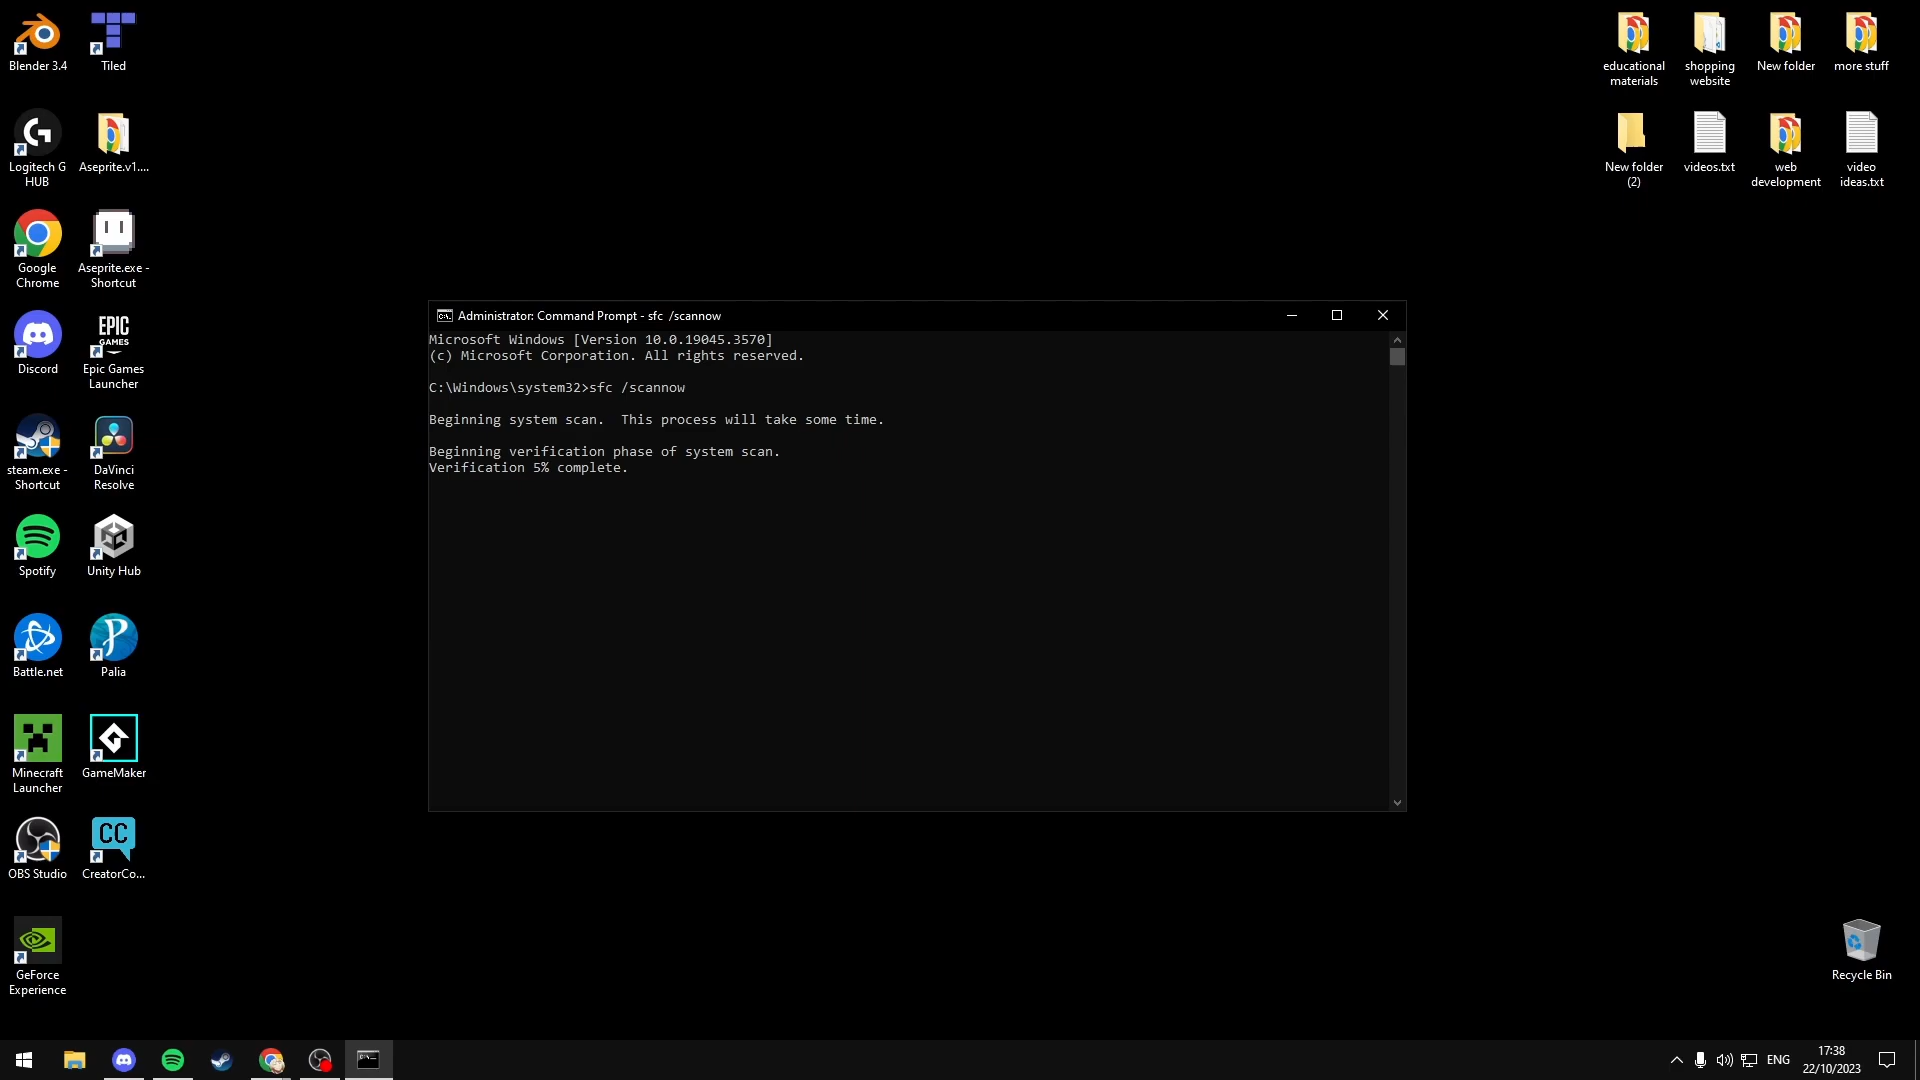 Blender 3.4
Tiled
Logitech G
HUB
Aseprite.v1....
Google
Chrome
Aseprite.exe -
Shortcut
Discord
EPIC
GAMES
Epic Games
Launcher
steam.exe -
Shortcut
DaVinci
Resolve
Spotify
Unity Hub
Battle.net
Palia
Minecraft
Launcher
GameMaker
OBS Studio
CC
CreatorCo...
GeForce
Experience
educational
materials
shopping
website
New folder
more stuff
New folder
(2)
videos.txt
web
development
video
ideas.txt
Administrator: Command Prompt - sfc  /scannow
Microsoft Windows [Version 10.0.19045.3570]
(c) Microsoft Corporation. All rights reserved.
C:\Windows\system32>sfc /scannow
Beginning system scan.  This process will take some time.
Beginning verification phase of system scan.
Verification 5% complete.
Recycle Bin
ENG
17:38
22/10/2023